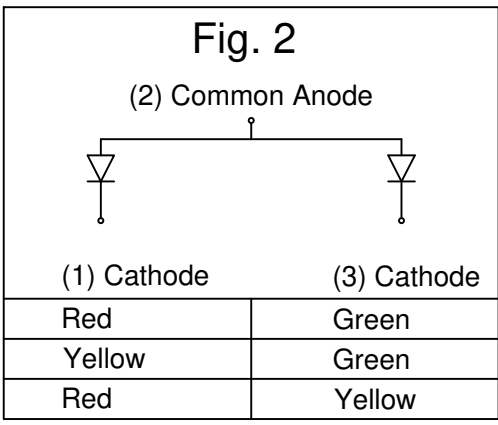 Fig. 2
(2) Common Anode
(1) Cathode (3) Cathode
Red Green
Yellow Green
Red Yellow